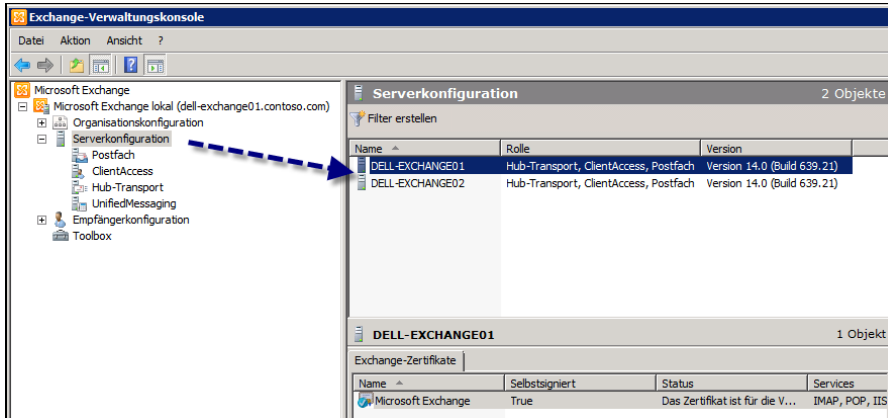 Exchange-Verwaltungskonsole
Datei Aktion Ansicht ?
Microsoft Exchange
Microsoft Exchange lokal (dell-exchange01.contoso.com)
Organisationskonfiguration
Serverkonfiguration
Postfach
ClientAccess
Hub-Transport
UnifiedMessaging
Empfängerkonfiguration
Toolbox
Serverkonfiguration 2 Objekte
Filter erstellen
Name Rolle Version
DELL-EXCHANGE01 Hub-Transport, ClientAccess, Postfach Version 14.0 (Build 639.21)
DELL-EXCHANGE02 Hub-Transport, ClientAccess, Postfach Version 14.0 (Build 639.21)
DELL-EXCHANGE01 1 Objekt
Exchange-Zertifikate
Name Selbstsigniert Status Services
Microsoft Exchange True Das Zertifikat ist für die V... IMAP, POP, IIS